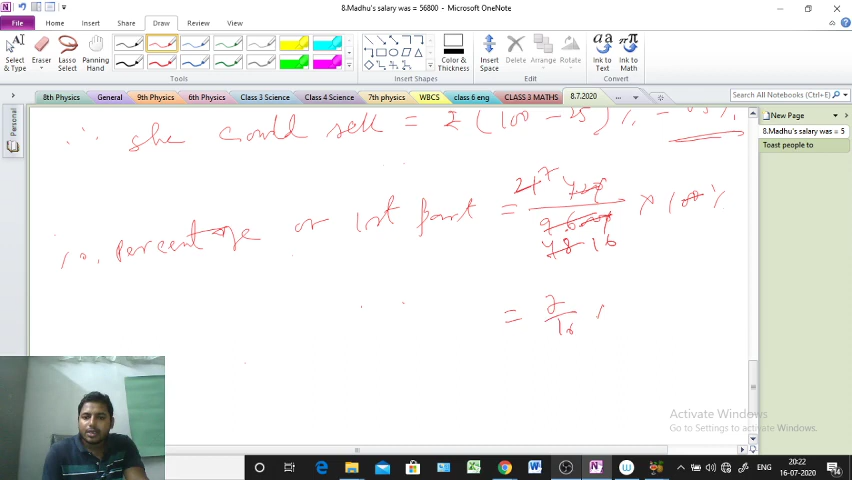 8.Madhu's salary was = 56800 - Microsoft OneNote
File Home Insert Draw Review View
Select & Type Eraser Lasso Select Panning Hand
Color & Thickness Insert Space Delete Arrange Rotate Ink to Text Ink to Math
Tools Insert Shapes Edit Convert
8th Physics General 9th Physics 6th Physics Class 3 Science Class 4 Science 7th physics WBCS class 6 eng CLASS 3 MATHS 8.7.2020 ...
Search All Notebooks (Ctrl+E)
Personal
New Page
8.Madhu's salary was = 5
Toast people to
∴ she could sell = (100 - 25) %
∴ percentage of 1st part = × 100 %
= 7/16
Activate Windows
Go to Settings to activate Windows.
ENG
20:22
16-07-2020
14